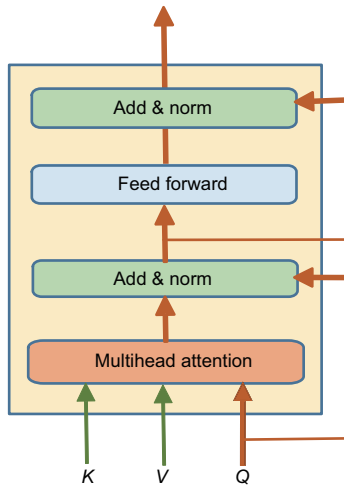 Add & norm
Feed forward
Add & norm
Multihead attention
K V Q